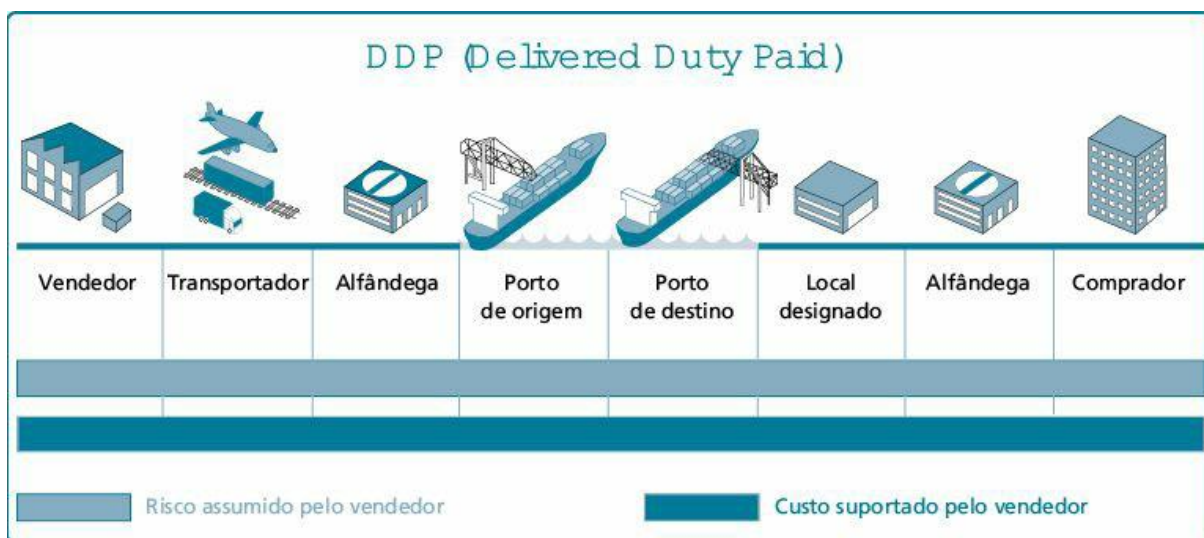 DDP (Delivered Duty Paid)
Vendedor
Transportador
Alfândega
Porto
de origem
Porto
de destino
Local
designado
Alfândega
Comprador
Risco assumido pelo vendedor
Custo suportado pelo vendedor